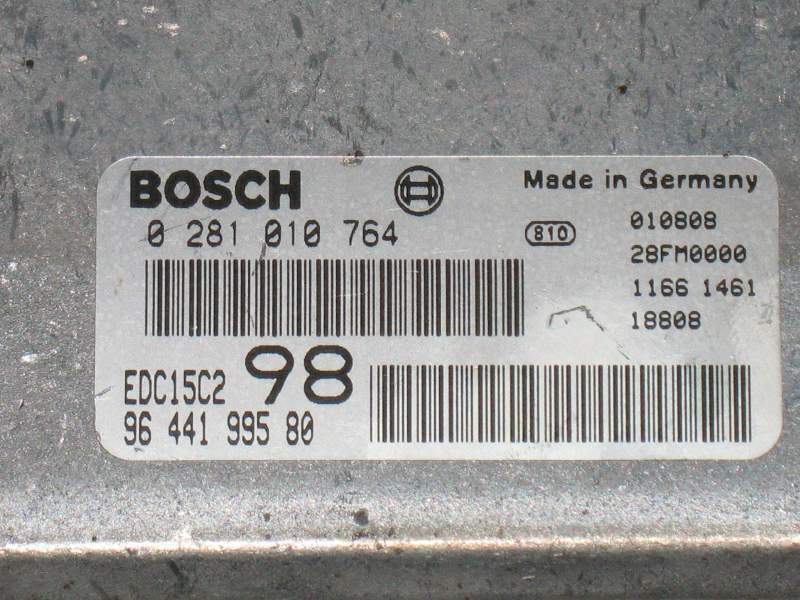 BOSCH
Made in Germany
0 281 010 764
810
010808
28FM0000
1166 1461
18808
EDC15C2
98
96 441 995 80